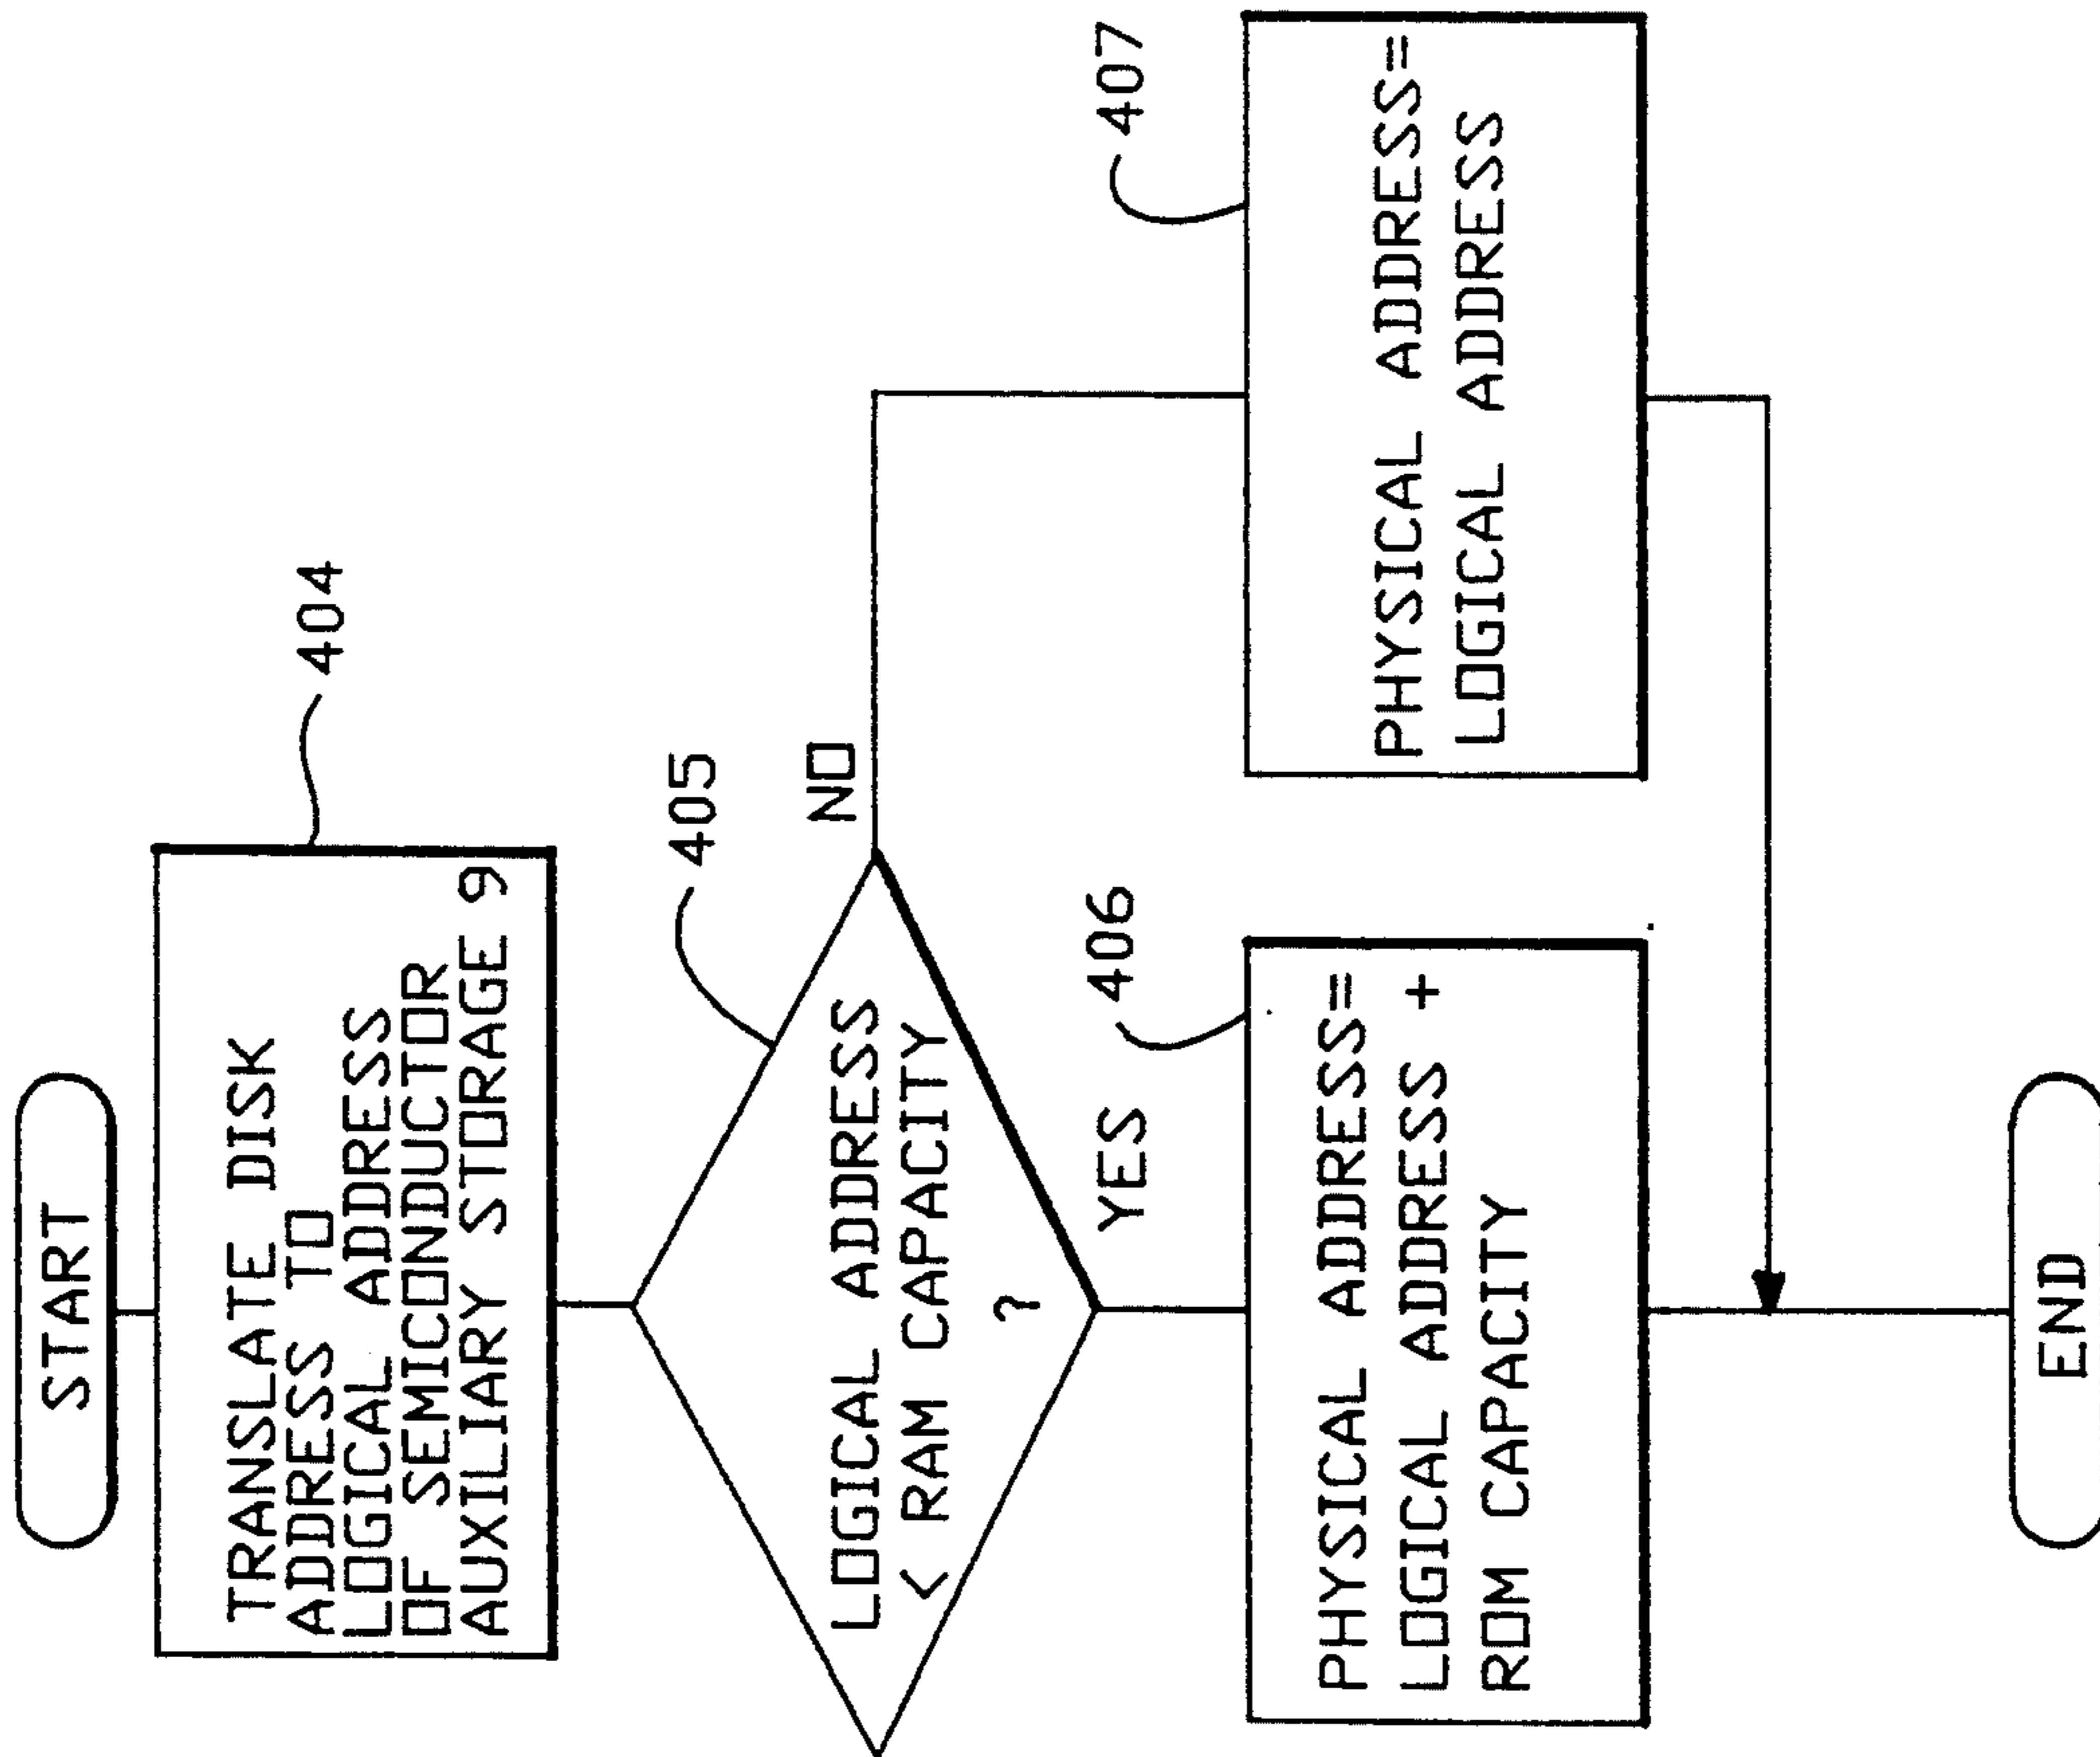 START
TRANSLATE DISK
ADDRESS TO
LOGICAL ADDRESS
OF SEMICONDUCTOR
AUXILIARY STORAGE 9
404
405
LOGICAL ADDRESS
< RAM CAPACITY
?
NO
YES
406
PHYSICAL ADDRESS=
LOGICAL ADDRESS +
ROM CAPACITY
407
PHYSICAL ADDRESS=
LOGICAL ADDRESS
END